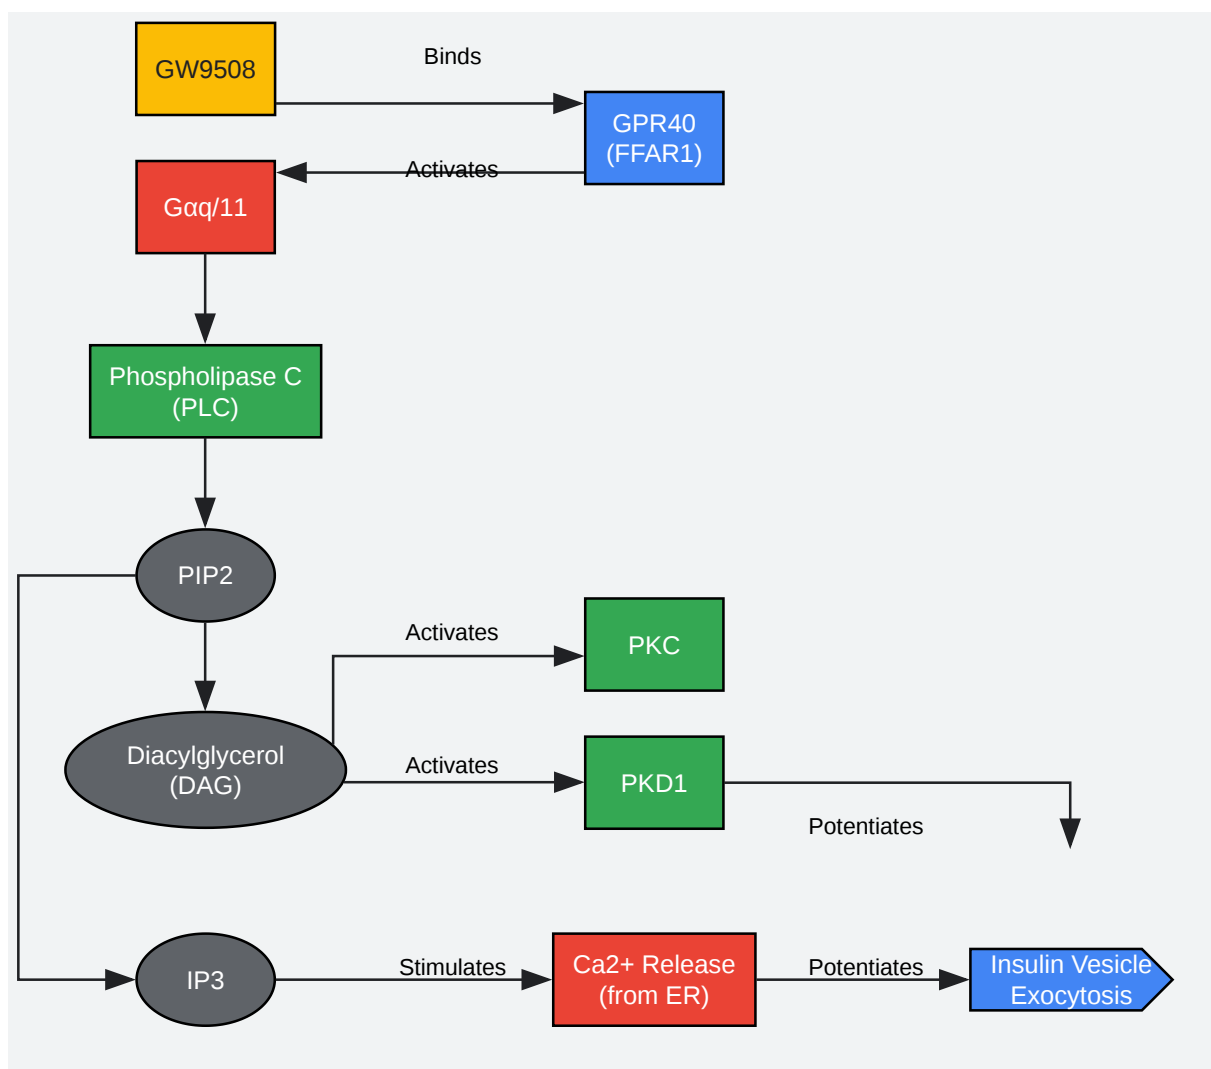 GW9508
Binds
GPR40
(FFAR1)
Activates
Gαq/11
Phospholipase C
(PLC)
PIP2
Activates
PKC
Diacylglycerol
(DAG)
Activates
PKD1
Potentiates
IP3
Stimulates
Ca2+ Release
(from ER)
Potentiates
Insulin Vesicle
Exocytosis